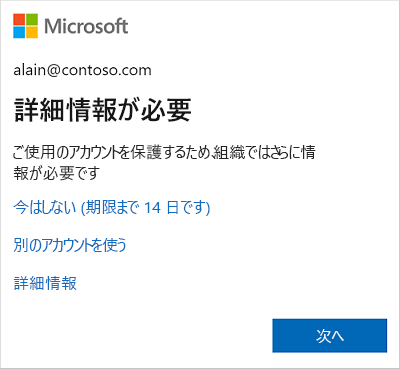 Microsoft
alain@contoso.com
詳細情報が必要
ご使用のアカウントを保護するため、組織ではさらに情
報が必要です
今はしない (期限まで 14 日です)
別のアカウントを使う
詳細情報
次へ